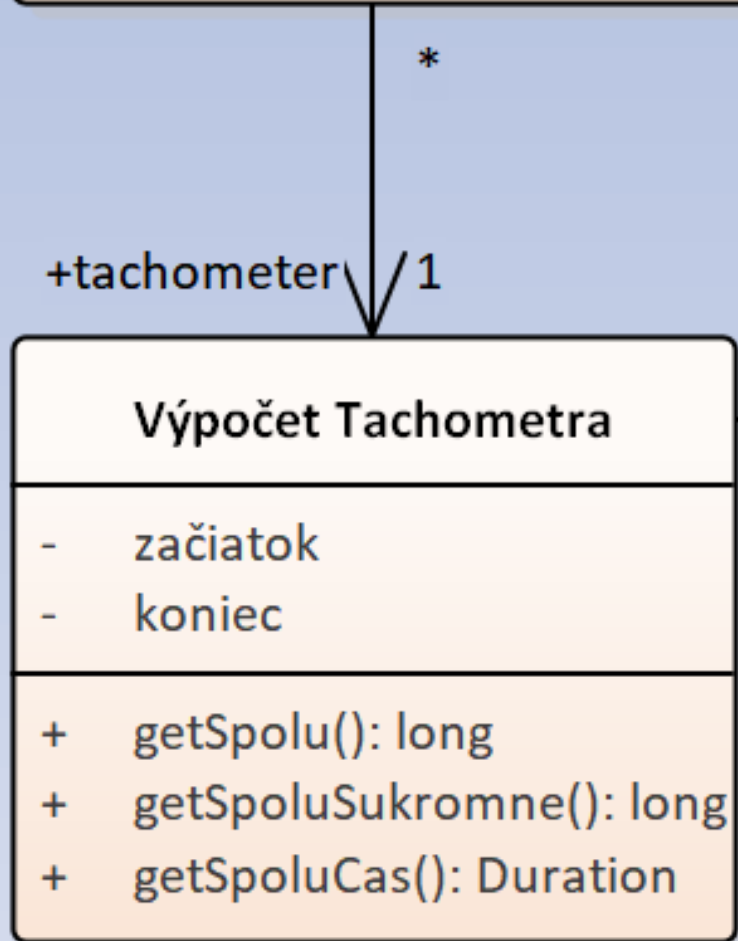 *
+tachometer 1
Výpočet Tachometra
- začiatok
- koniec
+ getSpolu(): long
+ getSpoluSukromne(): long
+ getSpoluCas(): Duration